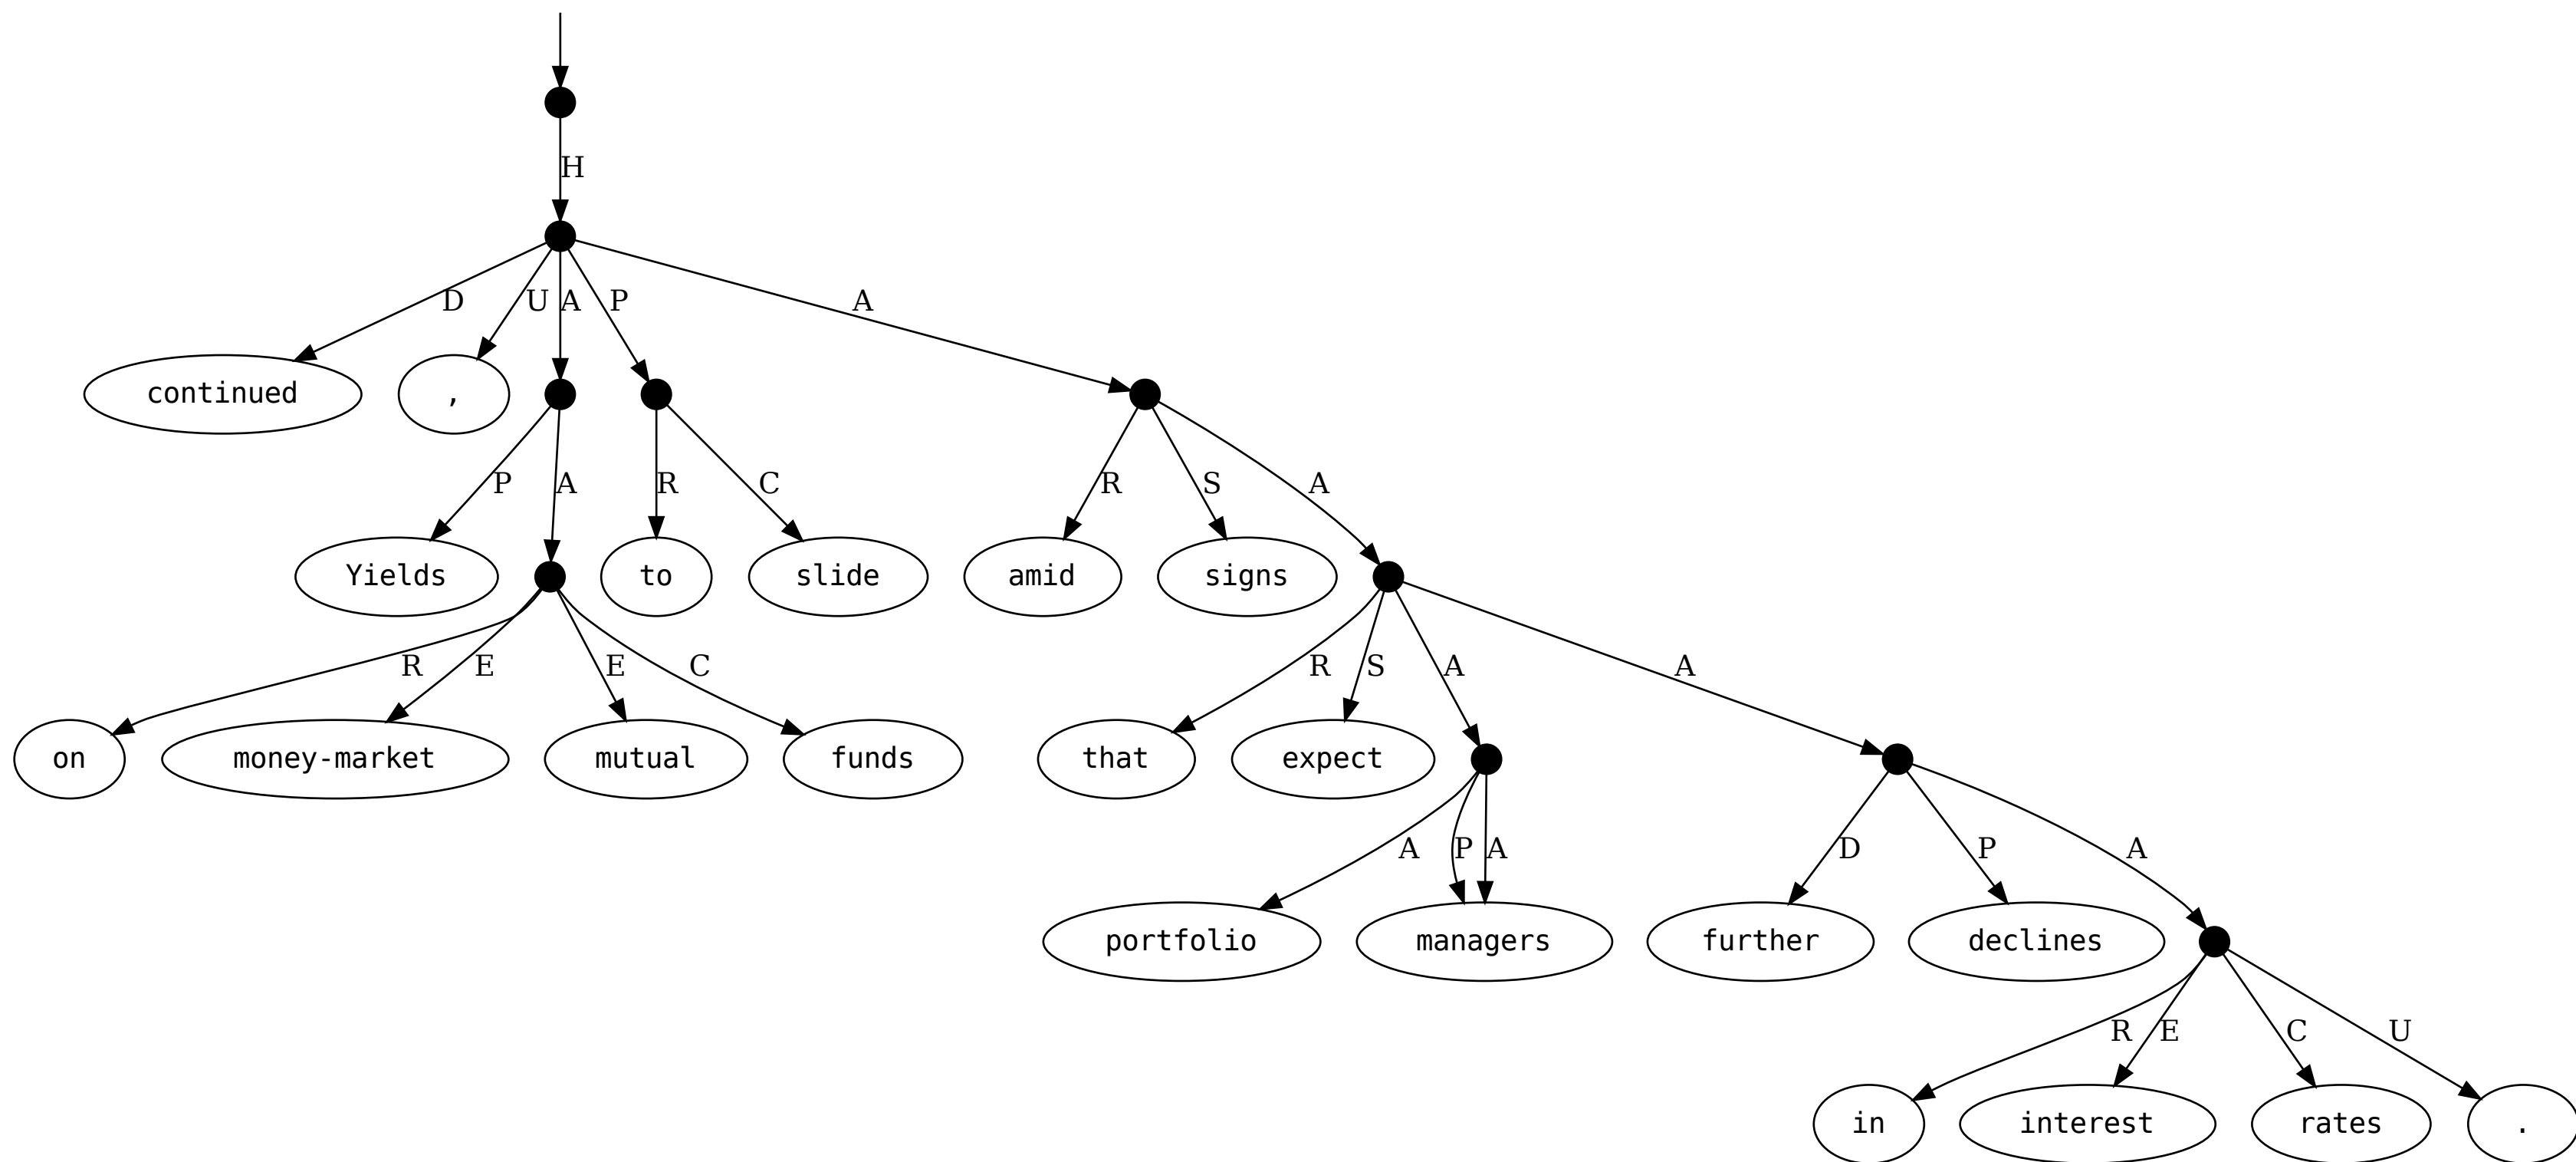 H
D U A P A
continued , 
P A R C R S A
Yields to slide amid signs
R E E C R S A A
on money-market mutual funds that expect
A P A D P A
portfolio managers further declines
R E C U
in interest rates .